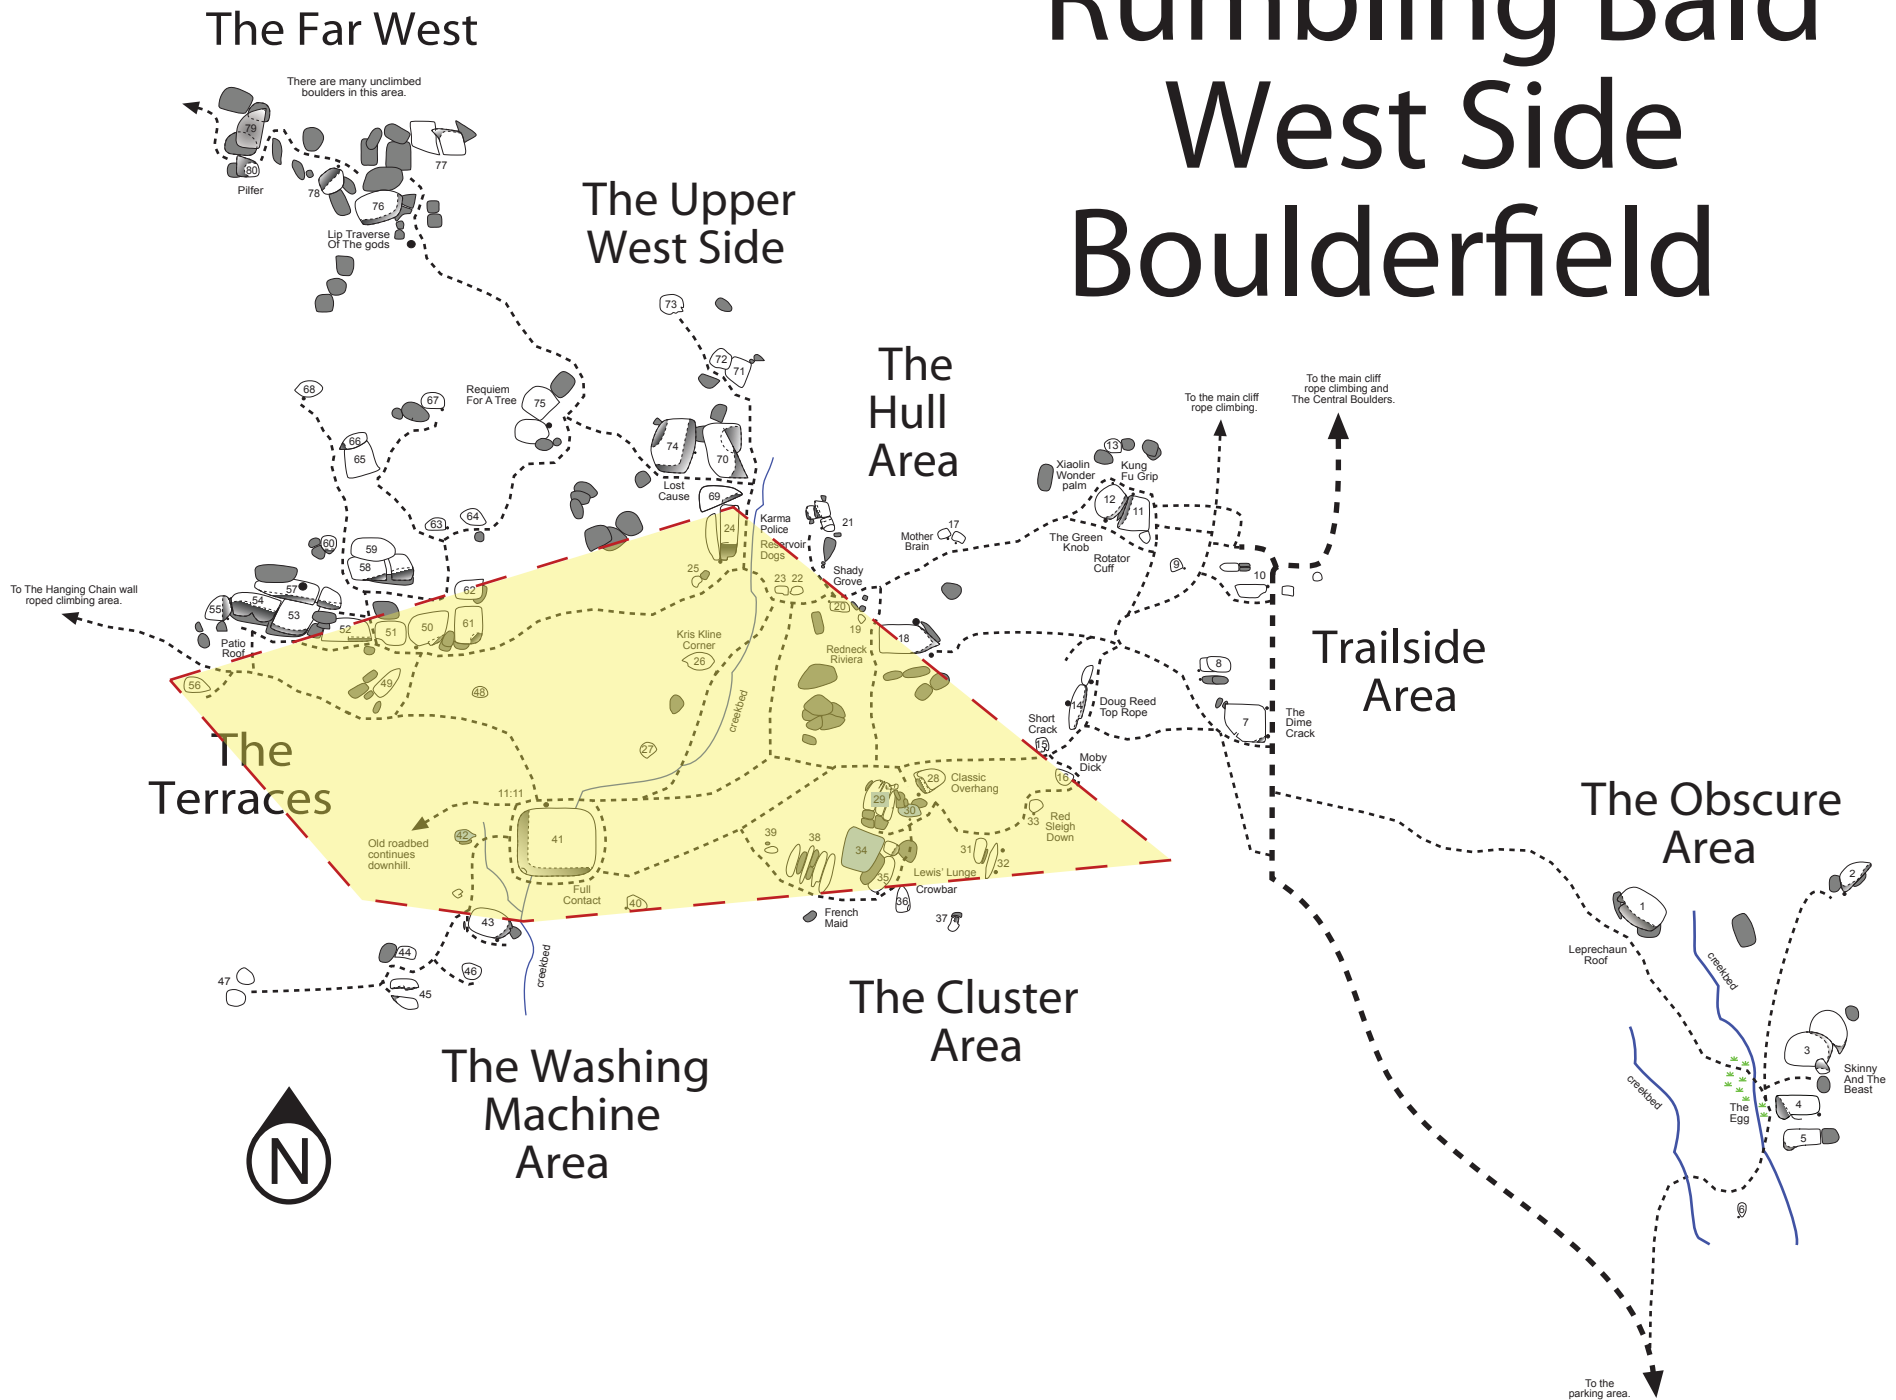 Rumbling Bald
West Side
Boulderfield
The Far West
There are many unclimbed
boulders in this area.
79
80
Pilfer
78
77
76
Lip Traverse
Of The gods
The Upper
West Side
73
72
71
Requiem
For A Tree
75
74
70
Lost
Cause
69
68
67
66
65
64
63
62
61
60
59
58
57
55
54
53
52
51
50
Patio
Roof
To The Hanging Chain wall
roped climbing area.
56
49
48
The
Terraces
The
Hull
Area
24
Karma
Police
Reservoir
Dogs
25
23
22
21
Shady
Grove
20
19
18
Mother
Brain
17
Kris Kline
Corner
26
Redneck
Riviera
creekbed
27
To the main cliff
rope climbing.
To the main cliff
rope climbing and
The Central Boulders.
13
Xiaolin
Wonder
palm
Kung
Fu Grip
12
11
The Green
Knob
Rotator
Cuff
9
10
Trailside
Area
8
7
The
Dime
Crack
14
Doug Reed
Top Rope
Short
Crack
15
Moby
Dick
16
28
Classic
Overhang
29
30
33
Red
Sleigh
Down
31
32
34
35
Lewis' Lunge
Crowbar
36
37
38
39
French
Maid
The Cluster
Area
11:11
Old roadbed
continues
downhill.
42
41
Full
Contact
40
43
44
45
46
47
creekbed
The Washing
Machine
Area
N
The Obscure
Area
1
2
Leprechaun
Roof
creekbed
creekbed
3
Skinny
And The
Beast
The
Egg
4
5
6
To the
parking area.